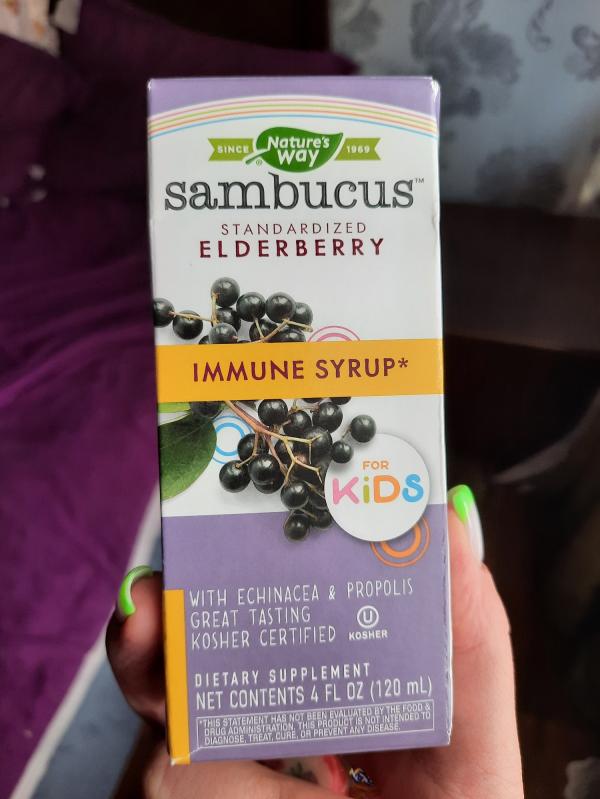 SINCE Nature's Way® 1969
sambucus™
STANDARDIZED
ELDERBERRY
IMMUNE SYRUP*
FOR
KiDS
WITH ECHINACEA & PROPOLIS
GREAT TASTING
KOSHER CERTIFIED U KOSHER
DIETARY SUPPLEMENT
NET CONTENTS 4 FL OZ (120 mL)
*THIS STATEMENT HAS NOT BEEN EVALUATED BY THE FOOD &
DRUG ADMINISTRATION. THIS PRODUCT IS NOT INTENDED TO
DIAGNOSE, TREAT, CURE, OR PREVENT ANY DISEASE.